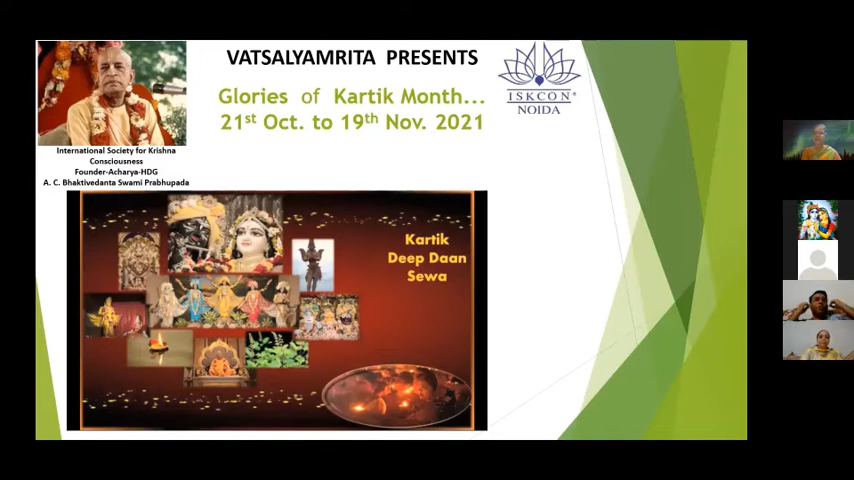 VATSALYAMRITA PRESENTS
Glories of Kartik Month...
21st Oct. to 19th Nov. 2021
ISKCON®
NOIDA
International Society for Krishna
Consciousness
Founder-Acharya-HDG
A. C. Bhaktivedanta Swami Prabhupada
Kartik
Deep Daan
Sewa